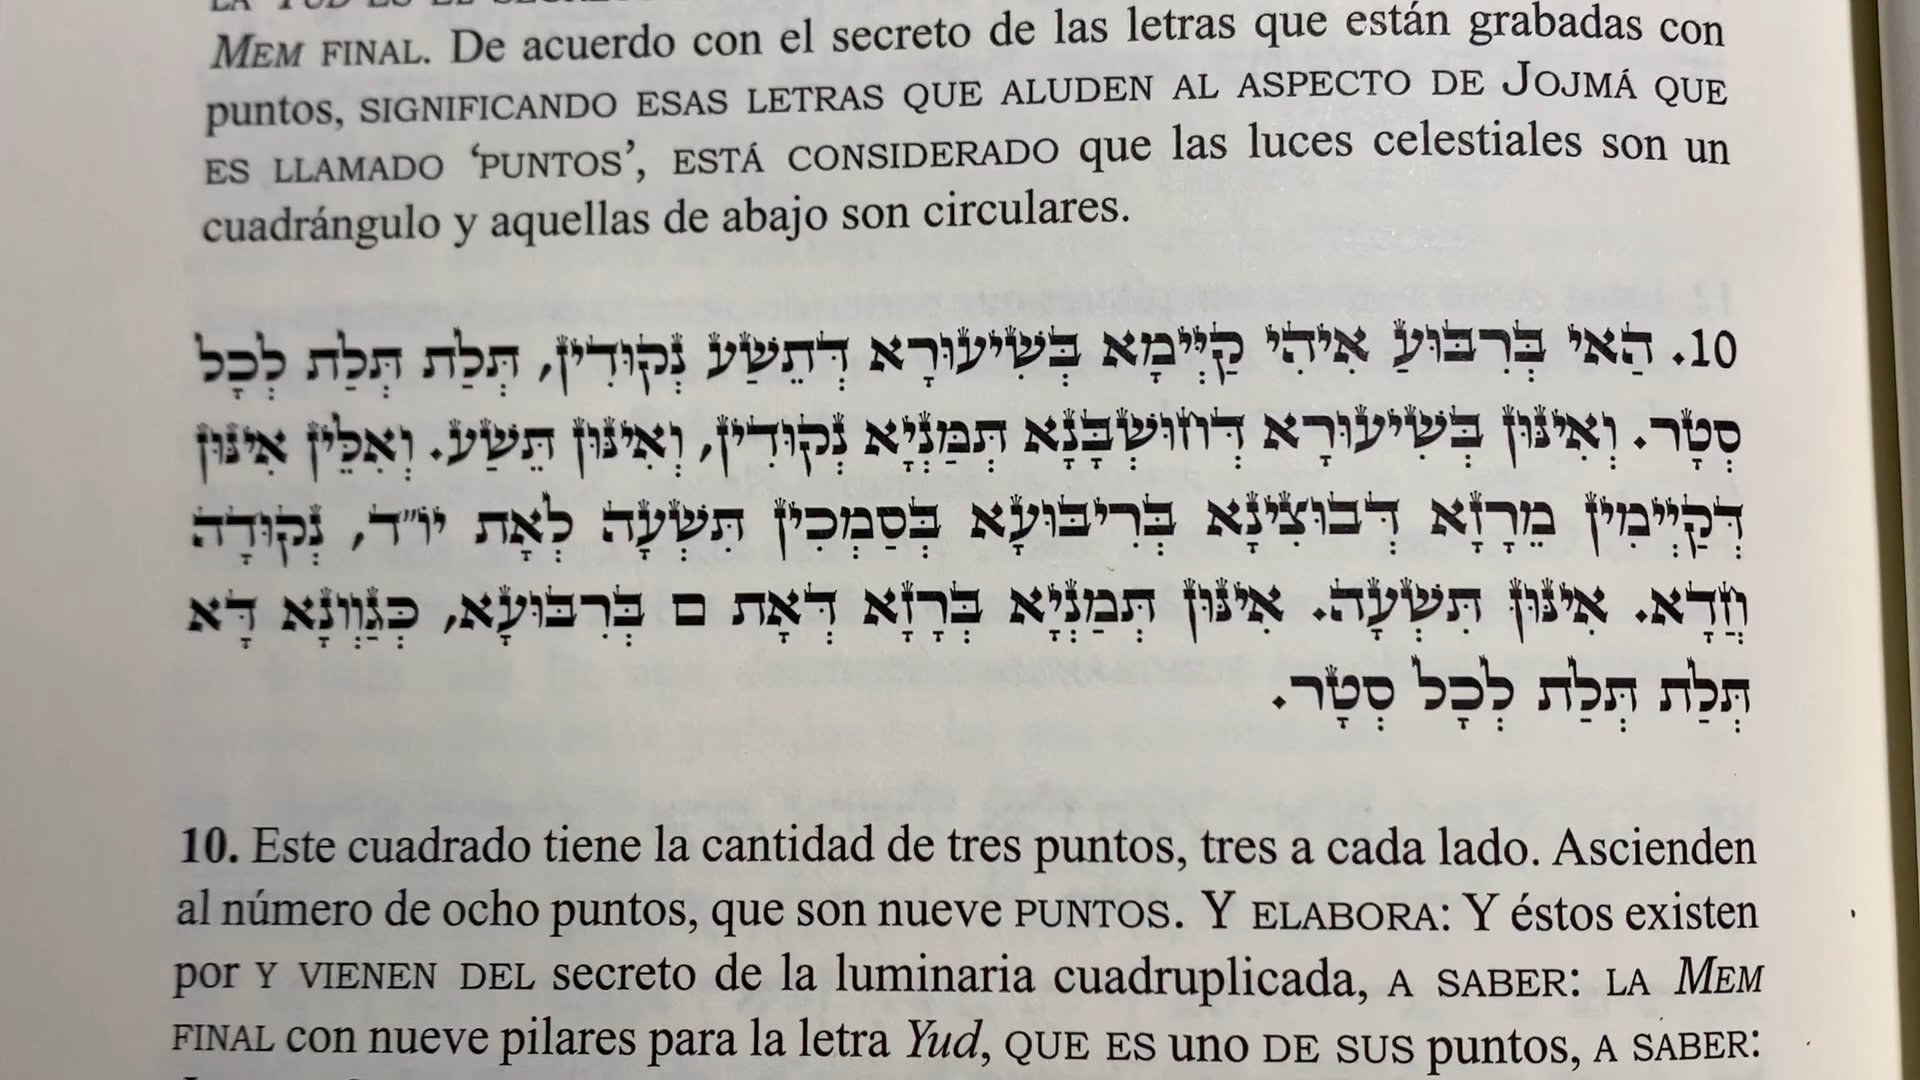 MEM FINAL. De acuerdo con el secreto de las letras que están grabadas con
puntos, SIGNIFICANDO ESAS LETRAS QUE ALUDEN AL ASPECTO DE JOJMÁ QUE
ES LLAMADO ‘PUNTOS’, ESTÁ CONSIDERADO que las luces celestiales son un
cuadrángulo y aquellas de abajo son circulares.
10. הַאי בְּרִבּוּעַ אִיהִי קַיְּימָא בְּשִׁיעוּרָא דְּתֵשַׁע נְקוּדִין, תְּלַת תְּלַת לְכָל
סְטָר. וְאִינּוּן בְּשִׁיעוּרָא דְּחוּשְׁבָּנָא תְּמַנְיָא נְקוּדִין, וְאִינּוּן תֵּשַׁע. וְאִלֵּין אִינּוּן
דְּקַיְימִין מֵרָזָא דְּבוּצִינָא בְּרִיבּוּעָא בְּסַמְכִין תִּשְׁעָה לְאָת יוֹ"ד, נְקוּדָה
חֲדָא. אִינּוּן תִּשְׁעָה. אִינּוּן תְּמַנְיָא בְּרָזָא דְּאָת ם בְּרִבּוּעָא, כְּגַוְונָא דָּא
תְּלַת תְּלַת לְכָל סְטָר.
10. Este cuadrado tiene la cantidad de tres puntos, tres a cada lado. Ascienden
al número de ocho puntos, que son nueve PUNTOS. Y ELABORA: Y éstos existen
por Y VIENEN DEL secreto de la luminaria cuadruplicada, A SABER: LA MEM
FINAL con nueve pilares para la letra Yud, QUE ES uno DE SUS puntos, A SABER: